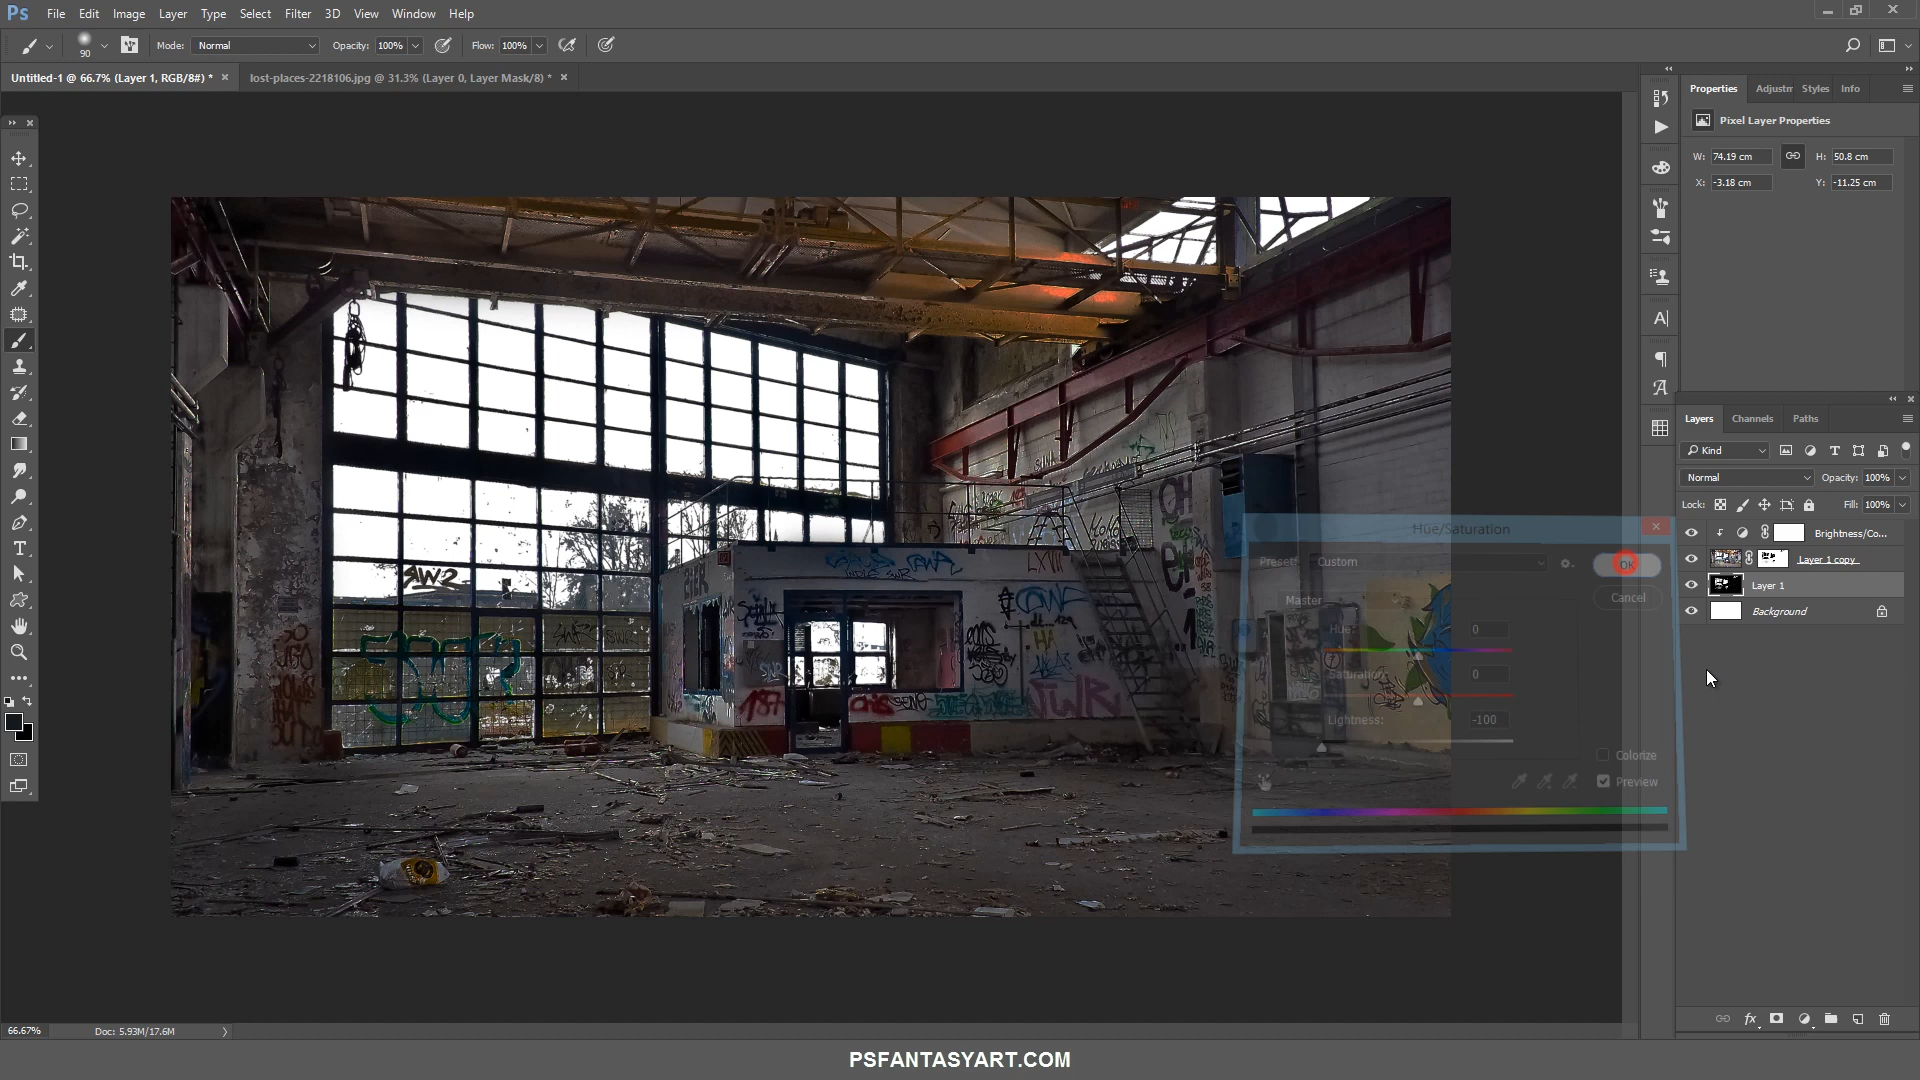 Ps File Edit Image Layer Type Select Filter 3D View Window Help
90 Mode: Normal Opacity: 100% Flow: 100%
Untitled-1 @ 66.7% (Layer 1, RGB/8#) * × lost-places-2218106.jpg @ 31.3% (Layer 0, Layer Mask/8) * ×
Properties Adjustm Styles Info
Pixel Layer Properties
W: 74.19 cm H: 50.8 cm
X: -3.18 cm Y: -11.25 cm
Layers Channels Paths
Kind
Normal Opacity: 100%
Lock: Fill: 100%
Brightness/Co...
Layer 1 copy
Layer 1
Background
Hue/Saturation
Preset: Custom OK
Cancel
Master
Hue: 0
Saturation: 0
Lightness: -100
Colorize
Preview
LXVII
187
66.67% Doc: 5.93M/17.6M
PSFANTASYART.COM